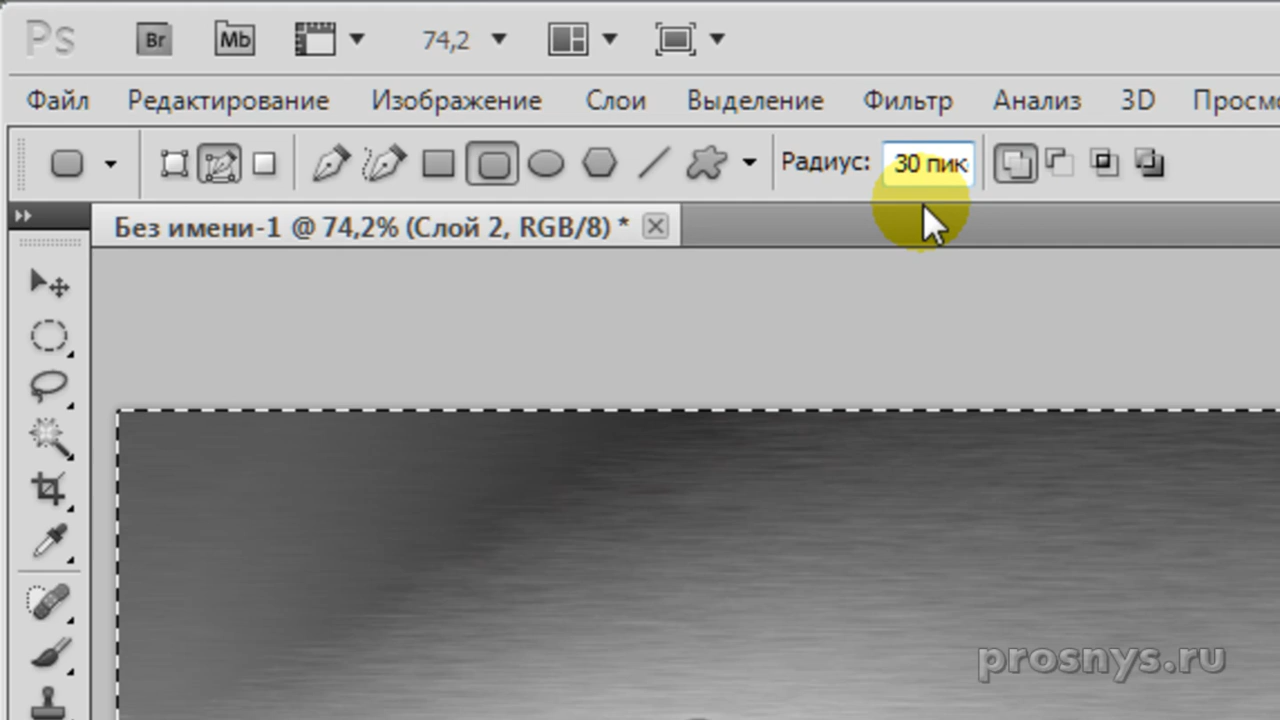 Ps Br Mb 74,2
Файл Редактирование Изображение Слои Выделение Фильтр Анализ 3D Просм
Радиус: 30 пик
Без имени-1 @ 74,2% (Слой 2, RGB/8) *
prosnys.ru